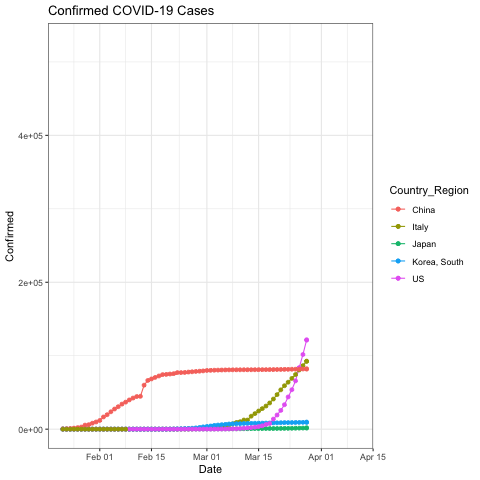 Confirmed COVID-19 Cases
4e+05
2e+05
0e+00
Confirmed
Feb 01
Feb 15
Mar 01
Mar 15
Apr 01
Apr 15
Date
Country_Region
China
Italy
Japan
Korea, South
US